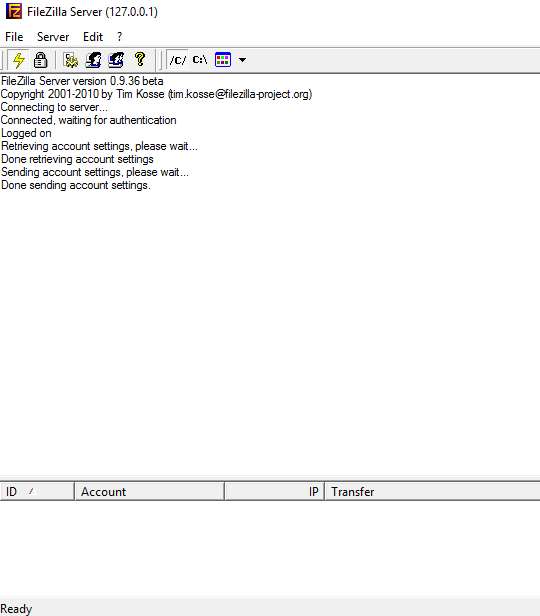 FileZilla Server (127.0.0.1)
File Server Edit ?
/C/ C:\
FileZilla Server version 0.9.36 beta
Copyright 2001-2010 by Tim Kosse (tim.kosse@filezilla-project.org)
Connecting to server...
Connected, waiting for authentication
Logged on
Retrieving account settings, please wait...
Done retrieving account settings
Sending account settings, please wait...
Done sending account settings.
ID / Account IP Transfer
Ready